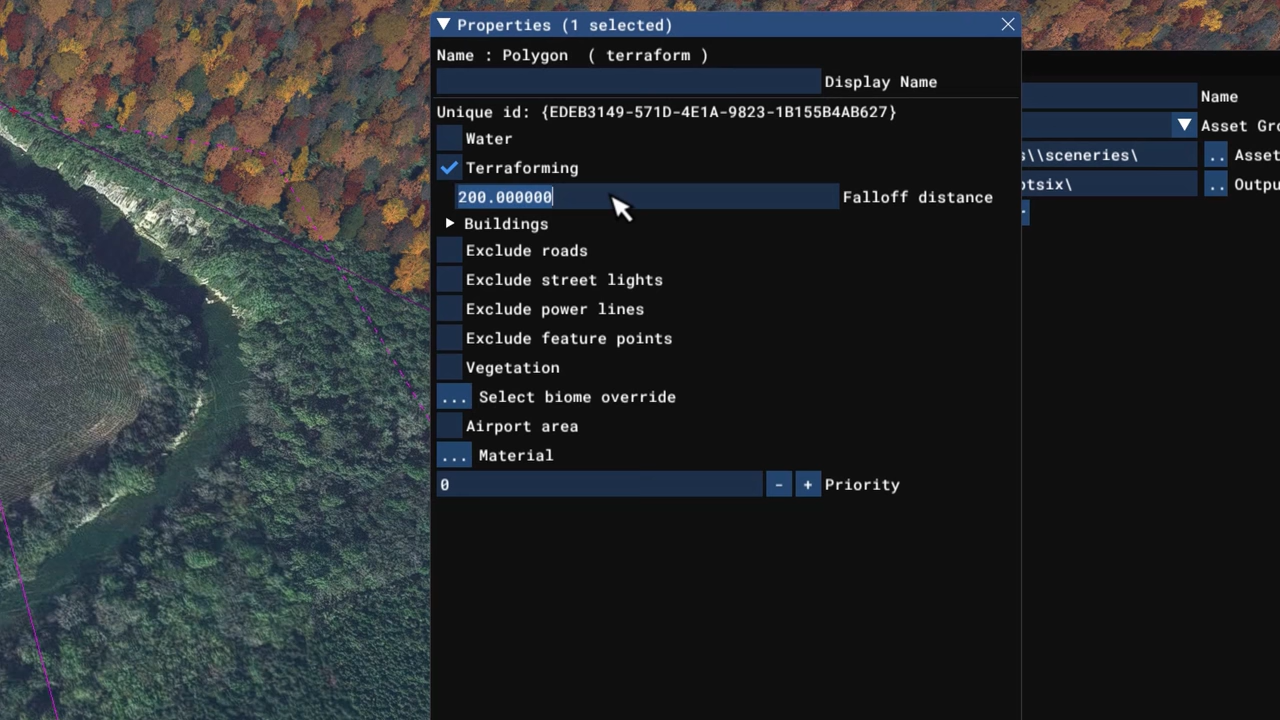 Properties (1 selected)
Name : Polygon ( terraform )
Display Name
Unique id: {EDEB3149-571D-4E1A-9823-1B155B4AB627}
Water
Terraforming
200.000000 Falloff distance
Buildings
Exclude roads
Exclude street lights
Exclude power lines
Exclude feature points
Vegetation
... Select biome override
Airport area
... Material
0 - + Priority
Name
Asset Gro
s\\sceneries\ .. Asset
otsix\ .. Outpu